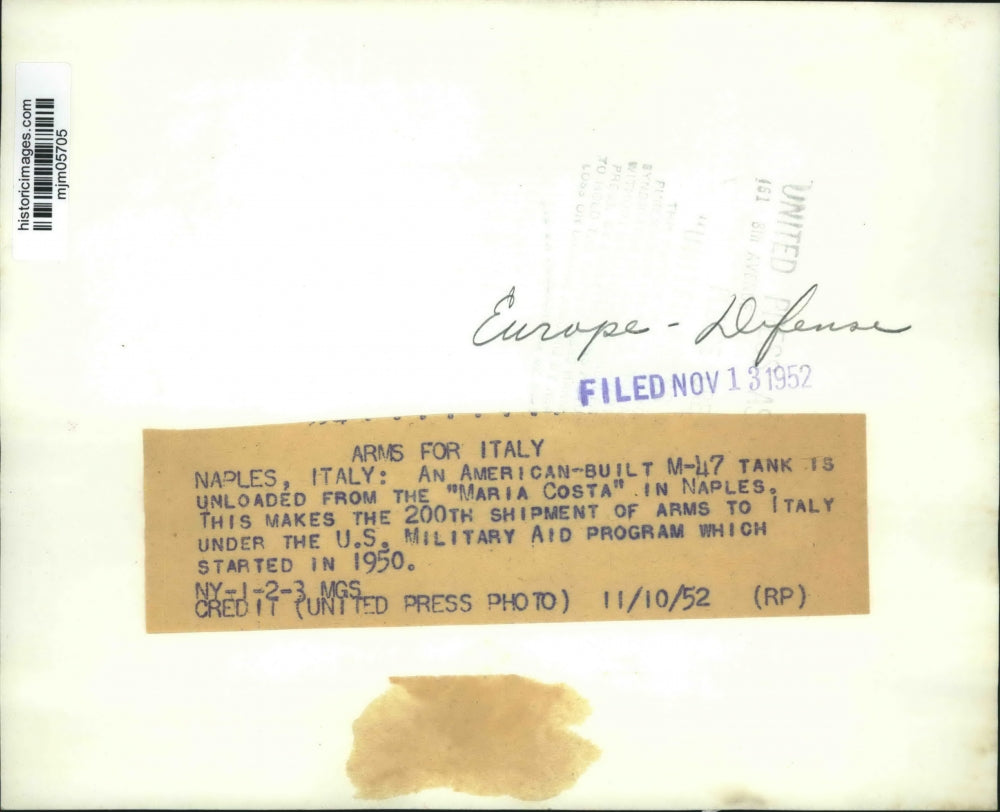 historicimages.com
mjm05705
UNITED
Europe - Defense
FILED NOV 13 1952
ARMS FOR ITALY
NAPLES, ITALY: AN AMERICAN-BUILT M-47 TANK IS
UNLOADED FROM THE "MARIA COSTA" IN NAPLES.
THIS MAKES THE 200TH SHIPMENT OF ARMS TO ITALY
UNDER THE U.S. MILITARY AID PROGRAM WHICH
STARTED IN 1950.
NY-1-2-3 MGS
CREDIT (UNITED PRESS PHOTO) 11/10/52 (RP)